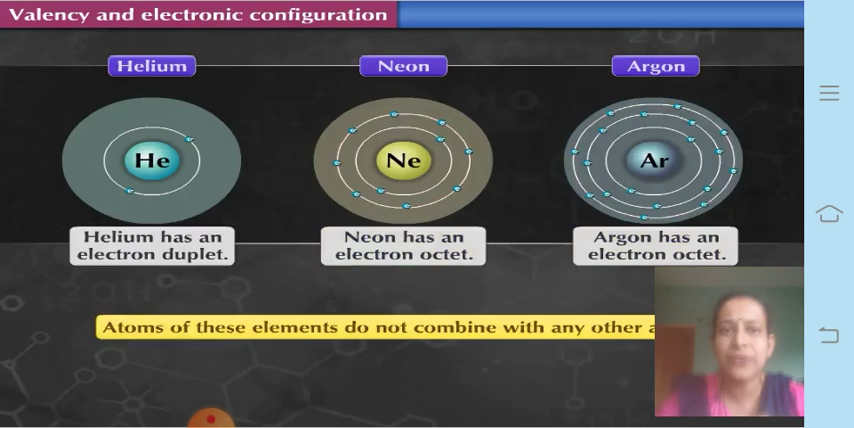 Valency and electronic configuration
Helium
Neon
Argon
He
Ne
Ar
Helium has an
electron duplet.
Neon has an
electron octet.
Argon has an
electron octet.
Atoms of these elements do not combine with any other a